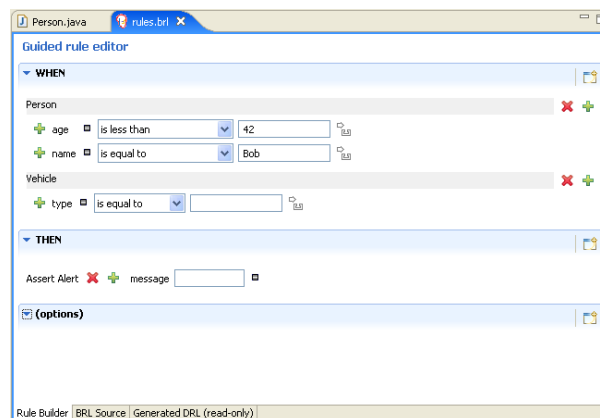 Person.java rules.brl
Guided rule editor
WHEN
Person
age is less than 42
name is equal to Bob
Vehicle
type is equal to
THEN
Assert Alert message
(options)
Rule Builder BRL Source Generated DRL (read-only)